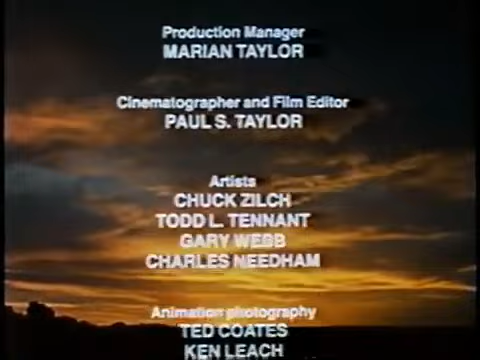 Production Manager
MARIAN TAYLOR
Cinematographer and Film Editor
PAUL S. TAYLOR
Artists
CHUCK ZILCH
TODD L. TENNANT
GARY WEBB
CHARLES NEEDHAM
Animation photography
TED COATES
KEN LEACH